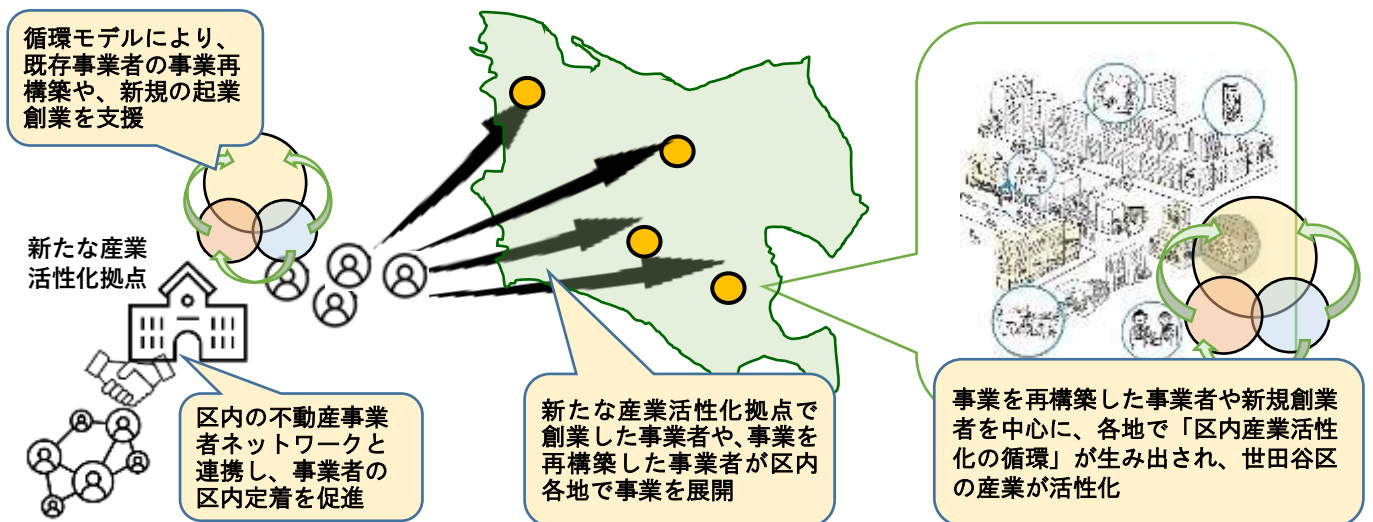 循環モデルにより、
既存事業者の事業再
構築や、新規の起業
創業を支援
新たな産業
活性化拠点
区内の不動産事業
者ネットワークと
連携し、事業者の
区内定着を促進
新たな産業活性化拠点で
創業した事業者や、事業を
再構築した事業者が区内
各地で事業を展開
事業を再構築した事業者や新規創業
者を中心に、各地で「区内産業活性
化の循環」が生み出され、世田谷区
の産業が活性化